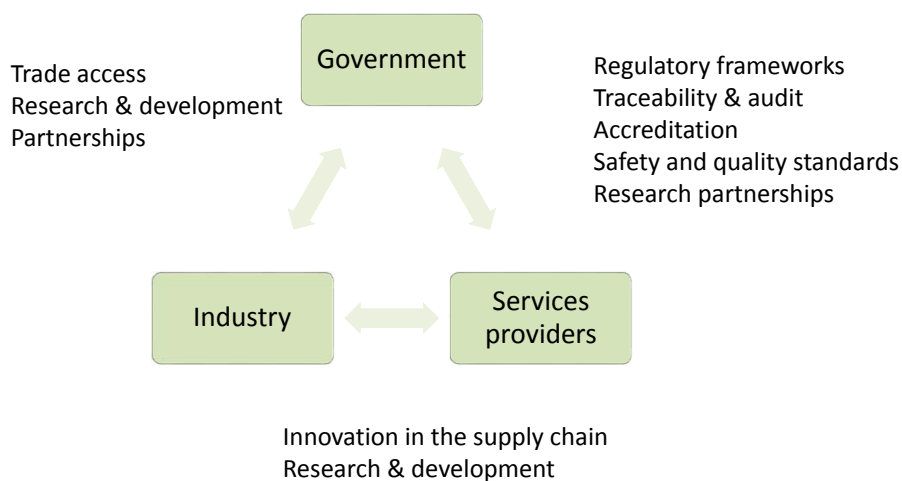 Government
Trade access
Research & development
Partnerships
Regulatory frameworks
Traceability & audit
Accreditation
Safety and quality standards
Research partnerships
Industry
Services
providers
Innovation in the supply chain
Research & development